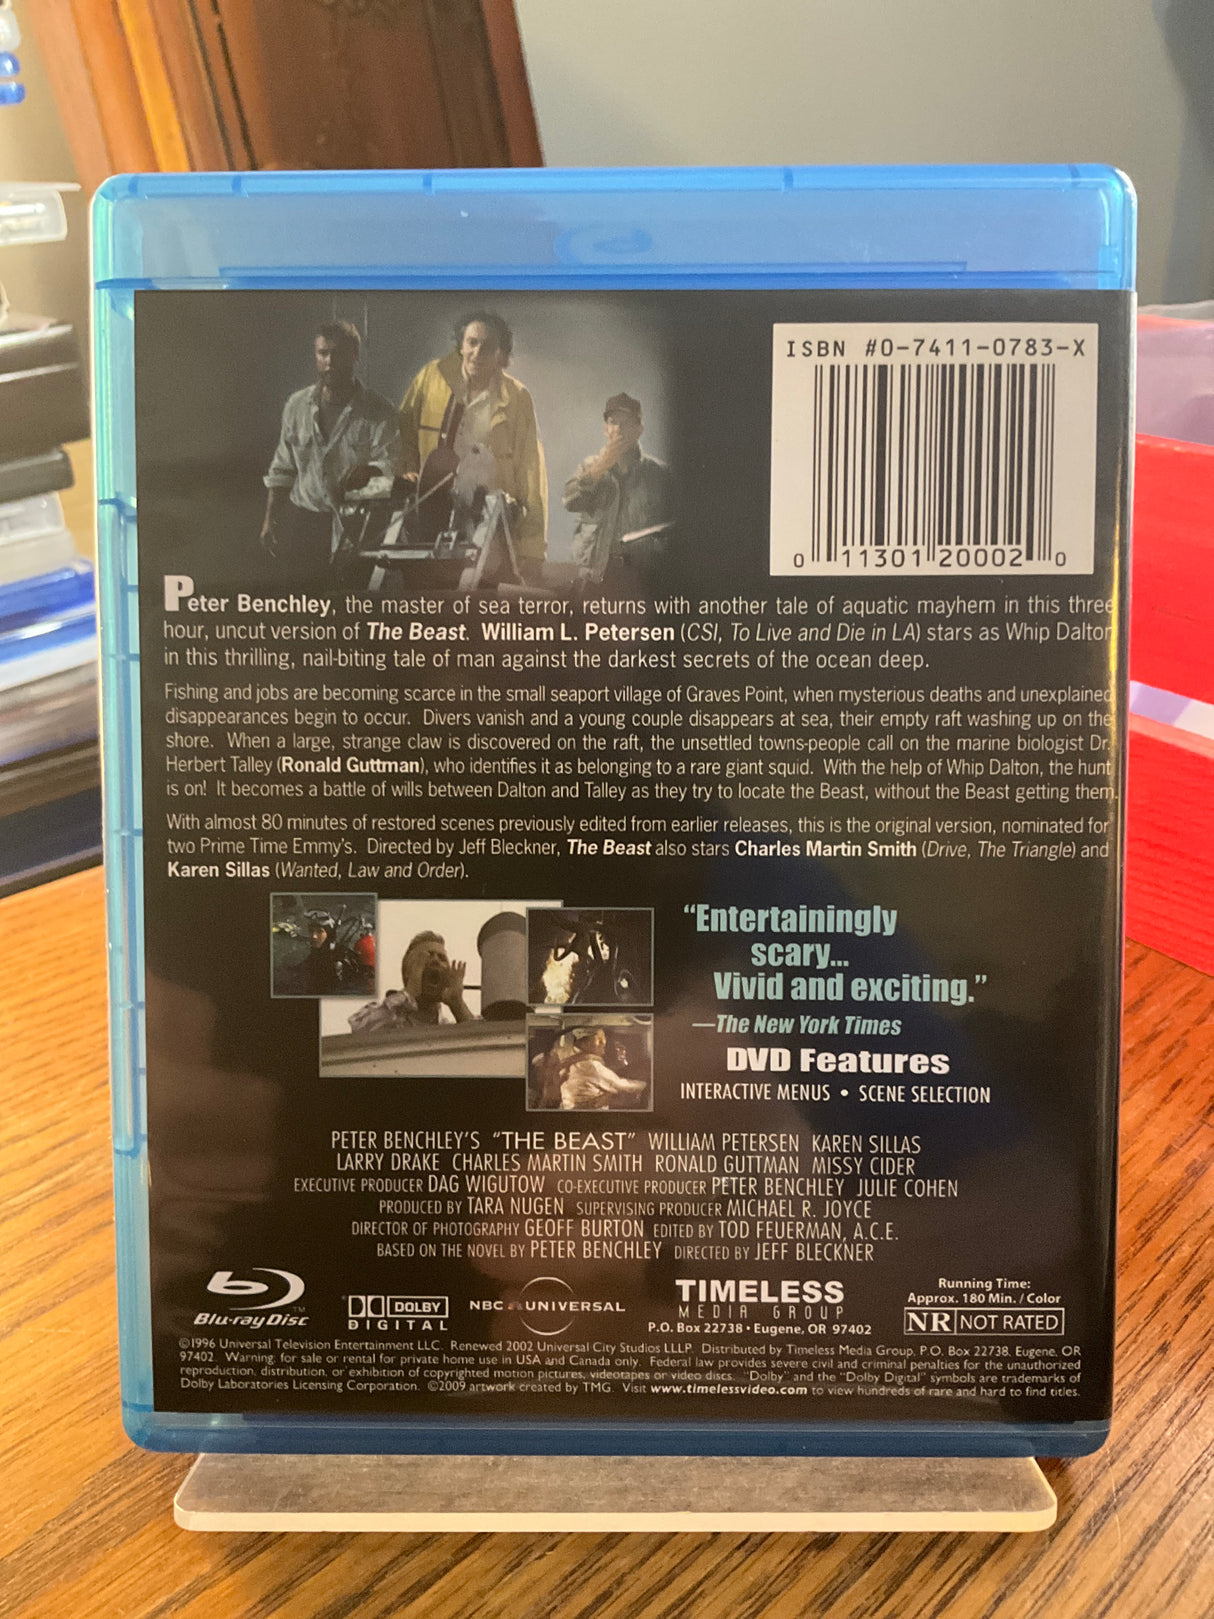 ISBN #0-7411-0783-X
0 11301 20002 0
Peter Benchley, the master of sea terror, returns with another tale of aquatic mayhem in this three
hour, uncut version of The Beast. William L. Petersen (CSI, To Live and Die in LA) stars as Whip Dalton
in this thrilling, nail-biting tale of man against the darkest secrets of the ocean deep.
Fishing and jobs are becoming scarce in the small seaport village of Graves Point, when mysterious deaths and unexplained
disappearances begin to occur. Divers vanish and a young couple disappears at sea, their empty raft washing up on the
shore. When a large, strange claw is discovered on the raft, the unsettled towns-people call on the marine biologist Dr.
Herbert Talley (Ronald Guttman), who identifies it as belonging to a rare giant squid. With the help of Whip Dalton, the hunt
is on! It becomes a battle of wills between Dalton and Talley as they try to locate the Beast, without the Beast getting them.
With almost 80 minutes of restored scenes previously edited from earlier releases, this is the original version, nominated for
two Prime Time Emmy's. Directed by Jeff Bleckner, The Beast also stars Charles Martin Smith (Drive, The Triangle) and
Karen Sillas (Wanted, Law and Order).
“Entertainingly
scary...
Vivid and exciting.”
—The New York Times
DVD Features
INTERACTIVE MENUS • SCENE SELECTION
PETER BENCHLEY'S “THE BEAST” WILLIAM PETERSEN KAREN SILLAS
LARRY DRAKE CHARLES MARTIN SMITH RONALD GUTTMAN MISSY CIDER
EXECUTIVE PRODUCER DAG WIGUTOW CO-EXECUTIVE PRODUCER PETER BENCHLEY JULIE COHEN
PRODUCED BY TARA NUGEN SUPERVISING PRODUCER MICHAEL R. JOYCE
DIRECTOR OF PHOTOGRAPHY GEOFF BURTON EDITED BY TOD FEUERMAN, A.C.E.
BASED ON THE NOVEL BY PETER BENCHLEY DIRECTED BY JEFF BLECKNER
Blu-ray Disc™
DOLBY
DIGITAL
NBC UNIVERSAL
TIMELESS
MEDIA GROUP
P.O. Box 22738 • Eugene, OR 97402
Running Time:
Approx. 180 Min. / Color
NR NOT RATED
©1996 Universal Television Entertainment LLC. Renewed 2002 Universal City Studios LLLP. Distributed by Timeless Media Group, P.O. Box 22738, Eugene, OR
97402. Warning: for sale or rental for private home use in USA and Canada only. Federal law provides severe civil and criminal penalties for the unauthorized
reproduction, distribution, or exhibition of copyrighted motion pictures, videotapes or video discs. "Dolby" and the "Dolby Digital" symbols are trademarks of
Dolby Laboratories Licensing Corporation. ©2009 artwork created by TMG. Visit www.timelessvideo.com to view hundreds of rare and hard to find titles.